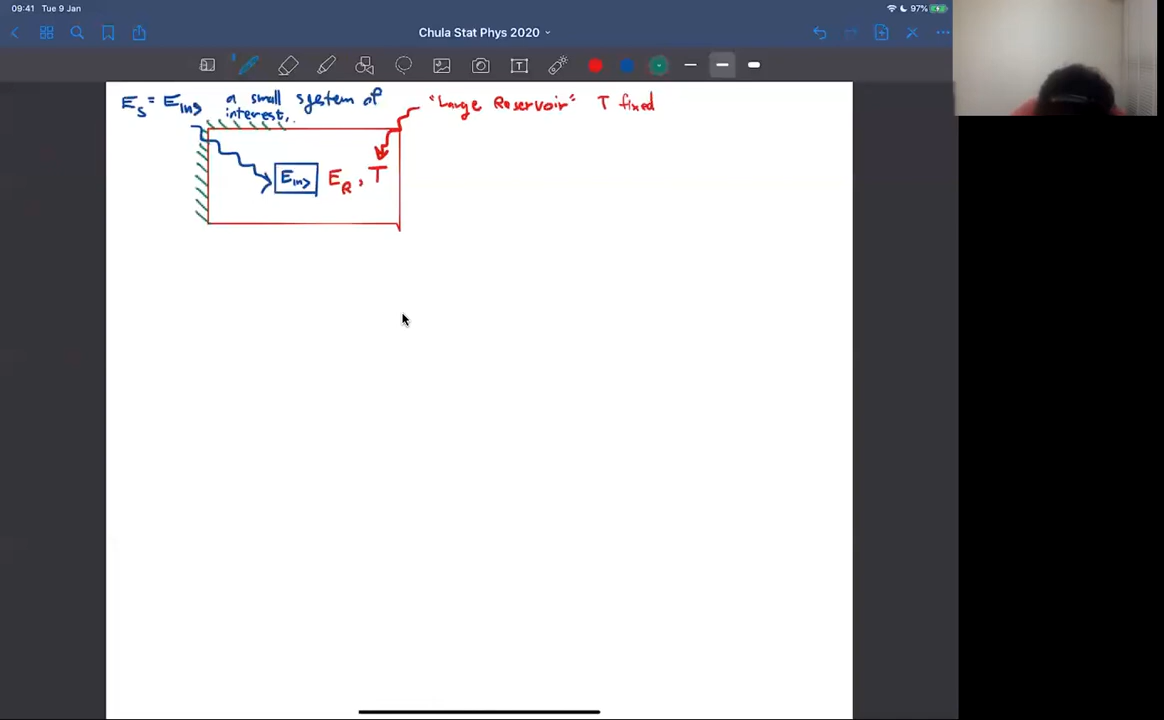 09:41 Tue 9 Jan
97%
Chula Stat Phys 2020
E_S = E_{|n>} a small system of
interest,
"Large Reservoir" T fixed
E_{|n>} E_R, T